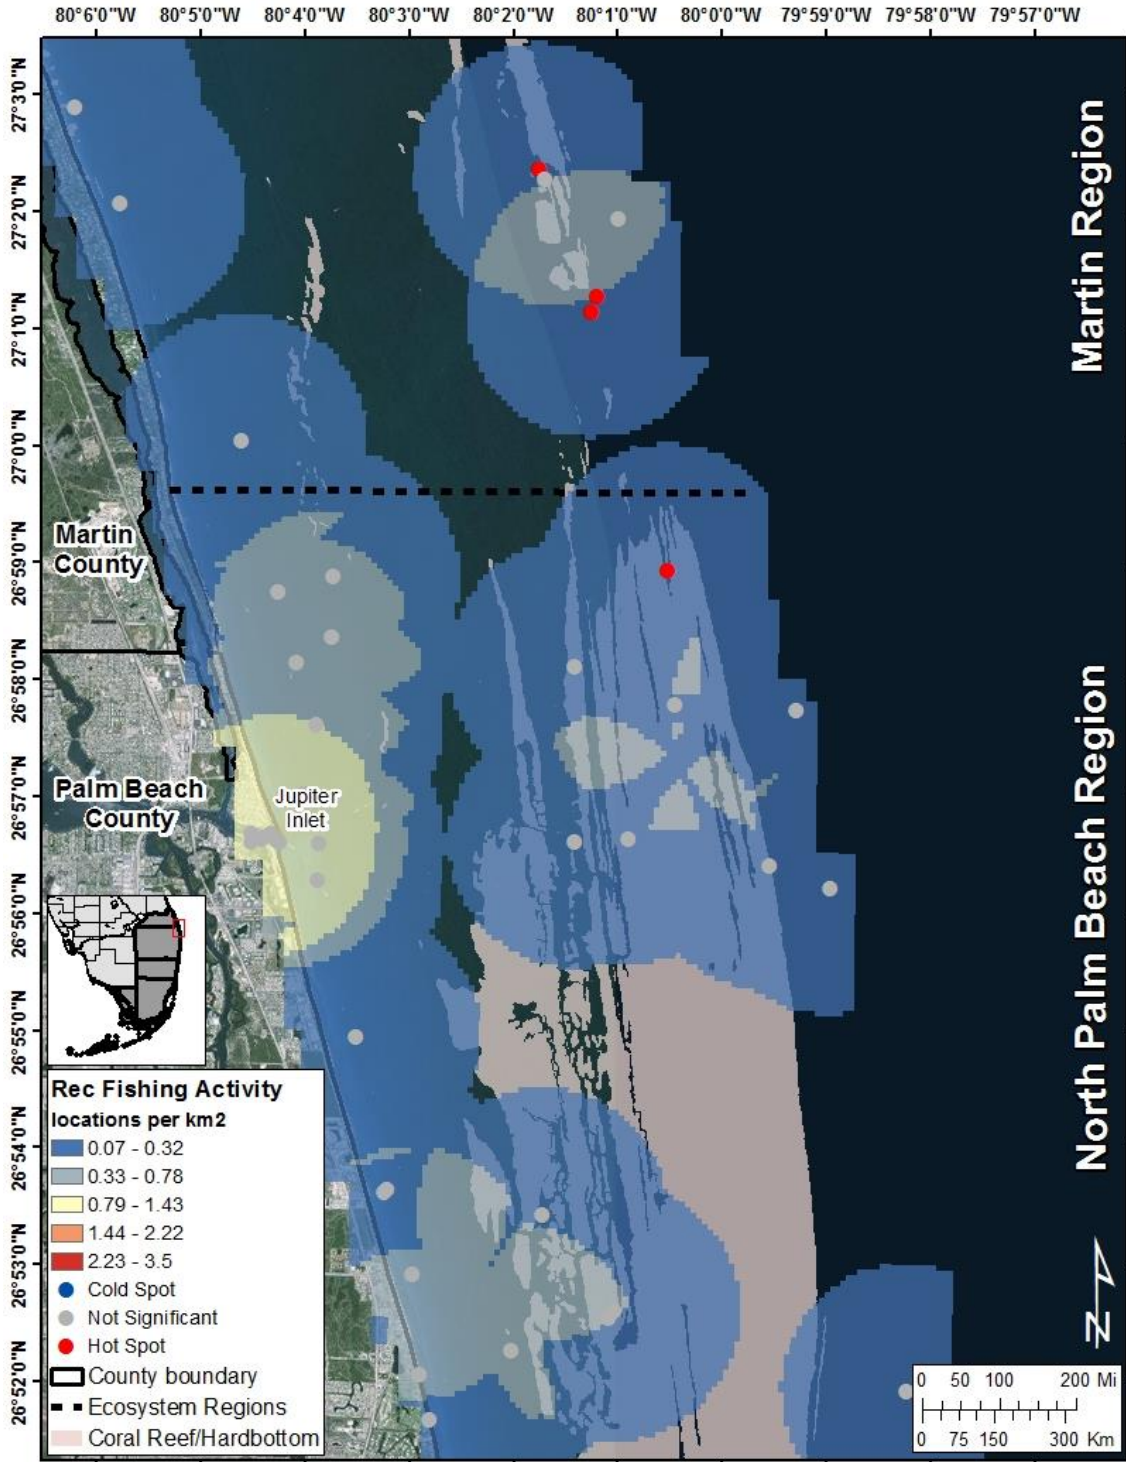 80°6'0"W 80°5'0"W 80°4'0"W 80°3'0"W 80°2'0"W 80°1'0"W 80°0'0"W 79°59'0"W 79°58'0"W 79°57'0"W
27°3'0"N
27°2'0"N
27°1'0"N
27°0'0"N
26°59'0"N
26°58'0"N
26°57'0"N
26°56'0"N
26°55'0"N
26°54'0"N
26°53'0"N
26°52'0"N
Martin Region
Martin
County
North Palm Beach Region
Palm Beach
County
Jupiter
Inlet
Rec Fishing Activity
locations per km2
0.07 - 0.32
0.33 - 0.78
0.79 - 1.43
1.44 - 2.22
2.23 - 3.5
Cold Spot
Not Significant
Hot Spot
County boundary
Ecosystem Regions
Coral Reef/Hardbottom
N
0 50 100 200 Mi
0 75 150 300 Km